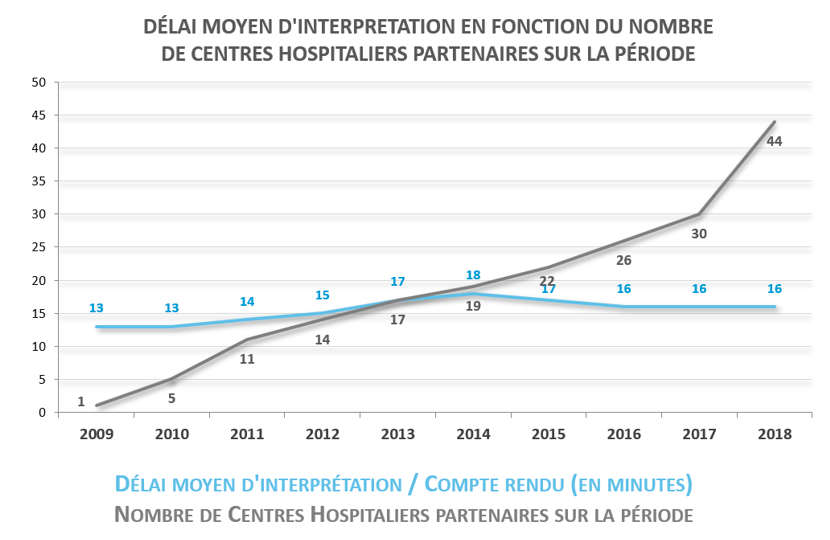 DÉLAI MOYEN D'INTERPRETATION EN FONCTION DU NOMBRE
DE CENTRES HOSPITALIERS PARTENAIRES SUR LA PÉRIODE
50
45
40
35
30
25
20
15
10
5
0
13 13 14 15 17 18 17 16 16 16
1 5 11 14 17 19 22 26 30 44
2009 2010 2011 2012 2013 2014 2015 2016 2017 2018
DÉLAI MOYEN D'INTERPRÉTATION / COMPTE RENDU (EN MINUTES)
NOMBRE DE CENTRES HOSPITALIERS PARTENAIRES SUR LA PÉRIODE